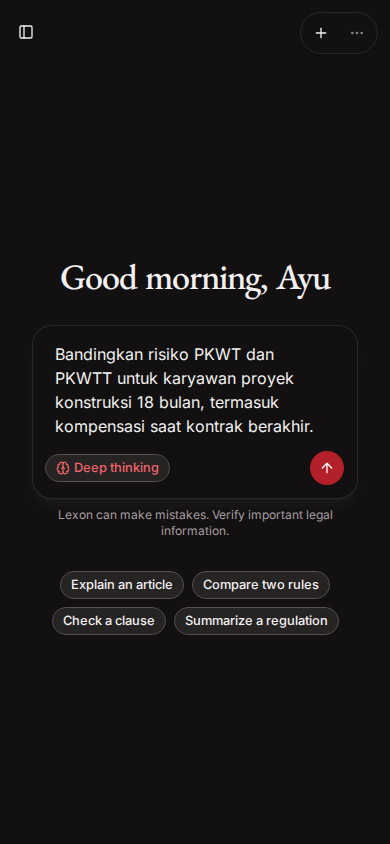 Good morning, Ayu
Bandingkan risiko PKWT dan
PKWTT untuk karyawan proyek
konstruksi 18 bulan, termasuk
kompensasi saat kontrak berakhir.
Deep thinking
Lexon can make mistakes. Verify important legal
information.
Explain an article
Compare two rules
Check a clause
Summarize a regulation